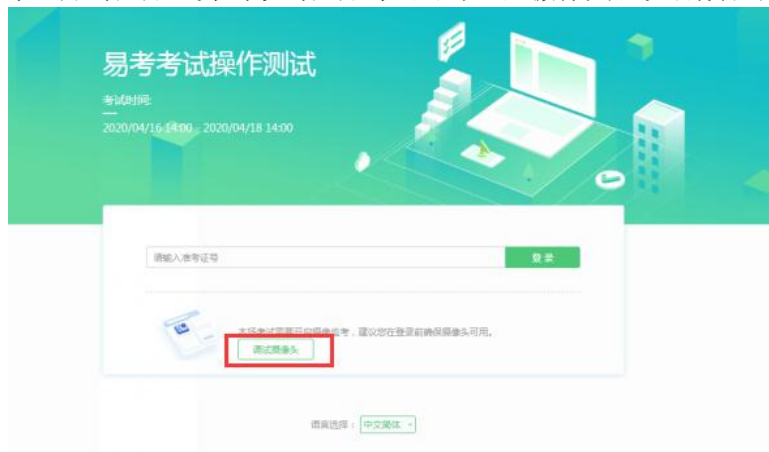 易考考试操作测试
考试时间:
2020/04/16 14:00 - 2020/04/18 14:00
请输入准考证号
登录
本场考试需要开启摄像监考，建议您在登录前确保摄像头可用。
调试摄像头
语言选择：中文简体